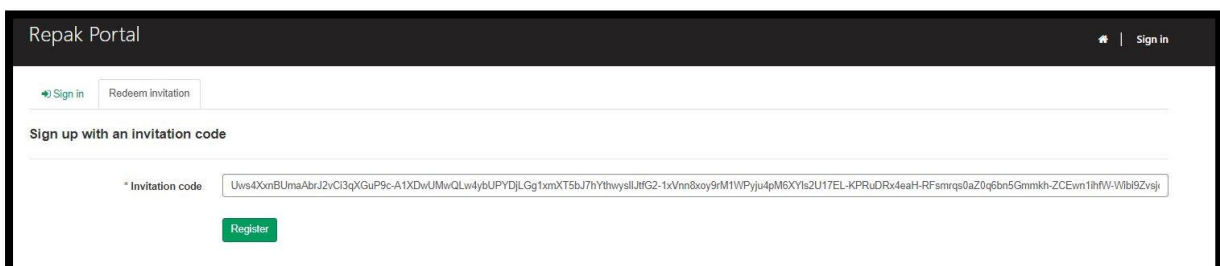 Repak Portal
Sign in
Sign in Redeem invitation
Sign up with an invitation code
* Invitation code
Register